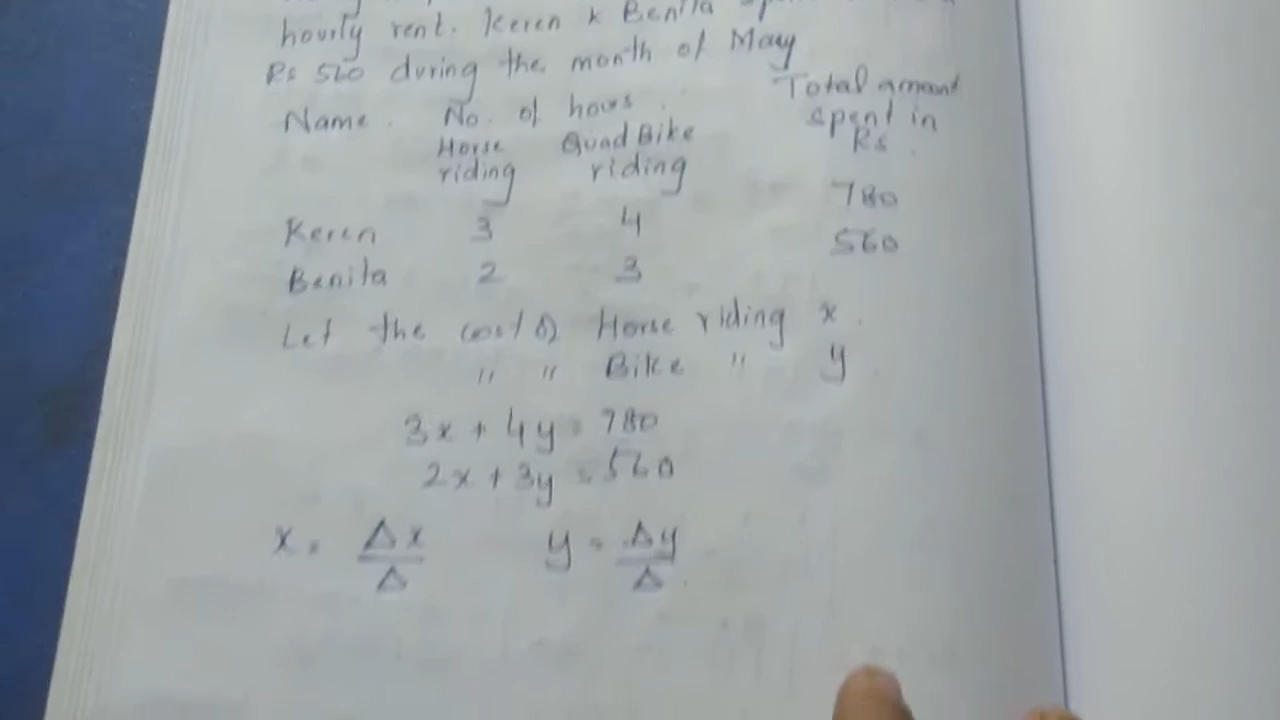 hourly rent. Keren & Benita
Rs 560 during the month of May
Name. No. of hours. Total amount
Horse Quad Bike spent in
riding riding Rs.
Keren 3 4 780
Benita 2 3 560
Let the cost of Horse riding x.
" " Bike " y.
3x + 4y = 780
2x + 3y = 560
x = Δx/Δ y = Δy/Δ